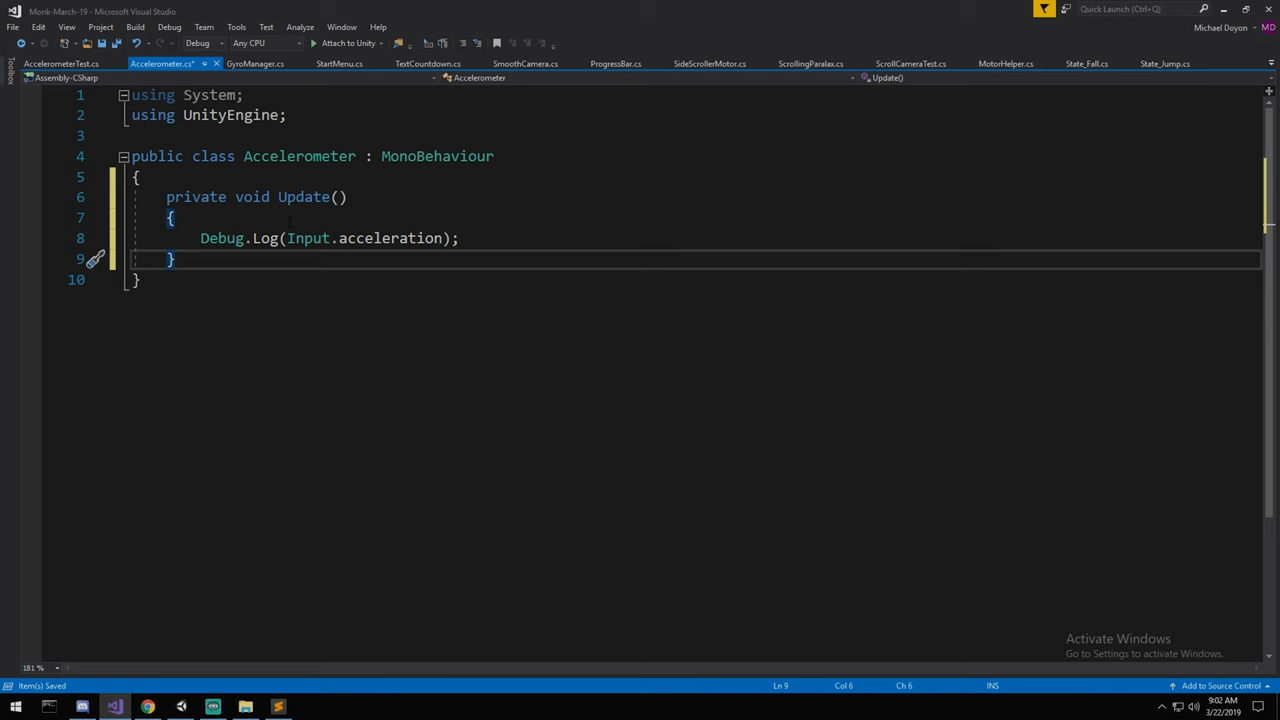 Monk-March-19 - Microsoft Visual Studio
Quick Launch (Ctrl+Q)
File Edit View Project Build Debug Team Tools Test Analyze Window Help
Michael Doyon MD
Debug Any CPU Attach to Unity
AccelerometerTest.cs Accelerometer.cs* GyroManager.cs StartMenu.cs TextCountdown.cs SmoothCamera.cs ProgressBar.cs SideScrollerMotor.cs ScrollingParalax.cs ScrollCameraTest.cs MotorHelper.cs State_Fall.cs State_Jump.cs
Toolbox
Assembly-CSharp Accelerometer Update()
1 using System;
2 using UnityEngine;
3
4 public class Accelerometer : MonoBehaviour
5 {
6 private void Update()
7 {
8 Debug.Log(Input.acceleration);
9 }
10 }
Activate Windows
Go to Settings to activate Windows.
181 %
Item(s) Saved Ln 9 Col 6 Ch 6 INS Add to Source Control
9:02 AM
3/22/2019